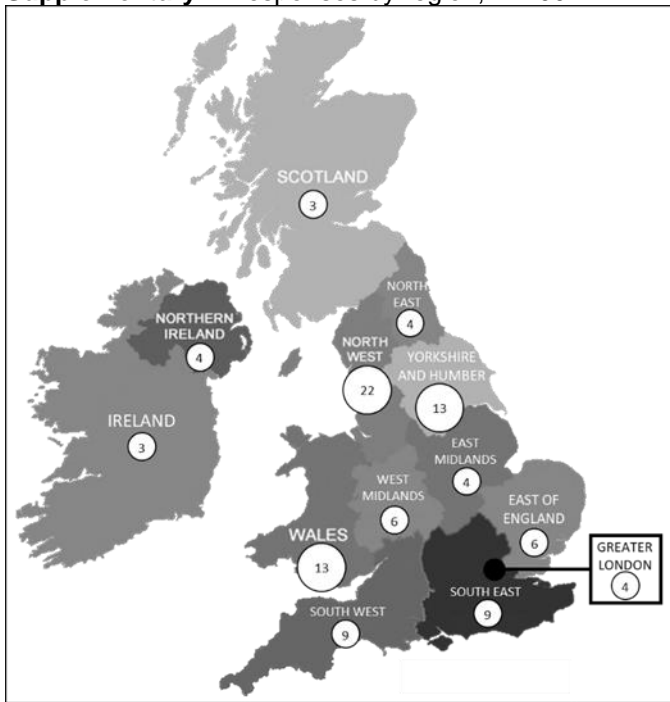 SCOTLAND
3
NORTH
EAST
4
NORTHERN
IRELAND
4
NORTH
WEST
22
YORKSHIRE
AND HUMBER
13
IRELAND
3
EAST
MIDLANDS
4
WEST
MIDLANDS
6
EAST OF
ENGLAND
6
WALES
13
GREATER
LONDON
4
SOUTH WEST
9
SOUTH EAST
9